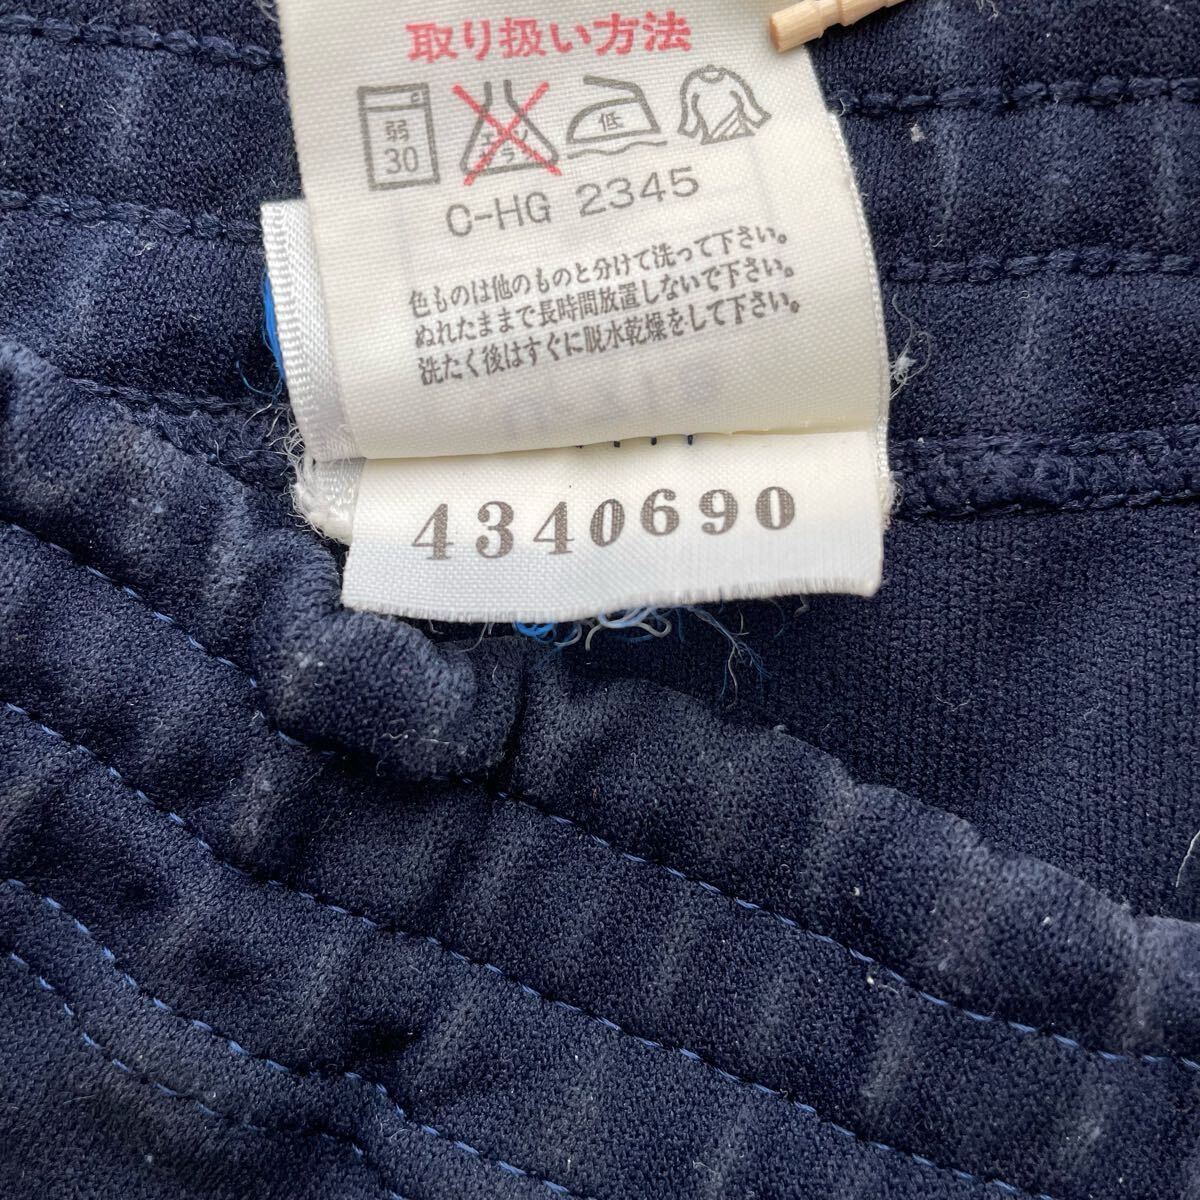 取り扱い方法
弱
30
エンソ
サラシ
低
C-HG 2345
色ものは他のものと分けて洗って下さい。
ぬれたままで長時間放置しないで下さい。
洗たく後はすぐに脱水乾燥をして下さい。
4340690